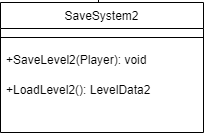 SaveSystem2
+SaveLevel2(Player): void
+LoadLevel2(): LevelData2